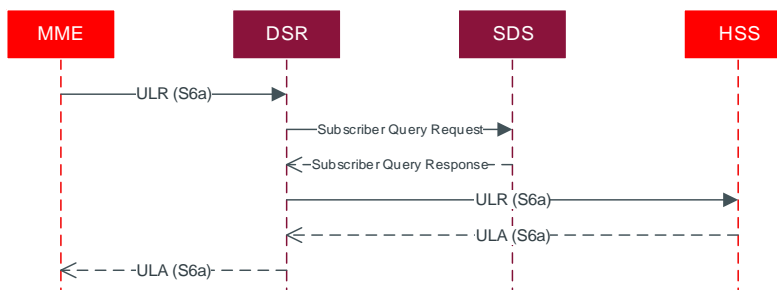 MME
DSR
SDS
HSS
ULR (S6a)
Subscriber Query Request
Subscriber Query Response
ULR (S6a)
ULA (S6a)
ULA (S6a)